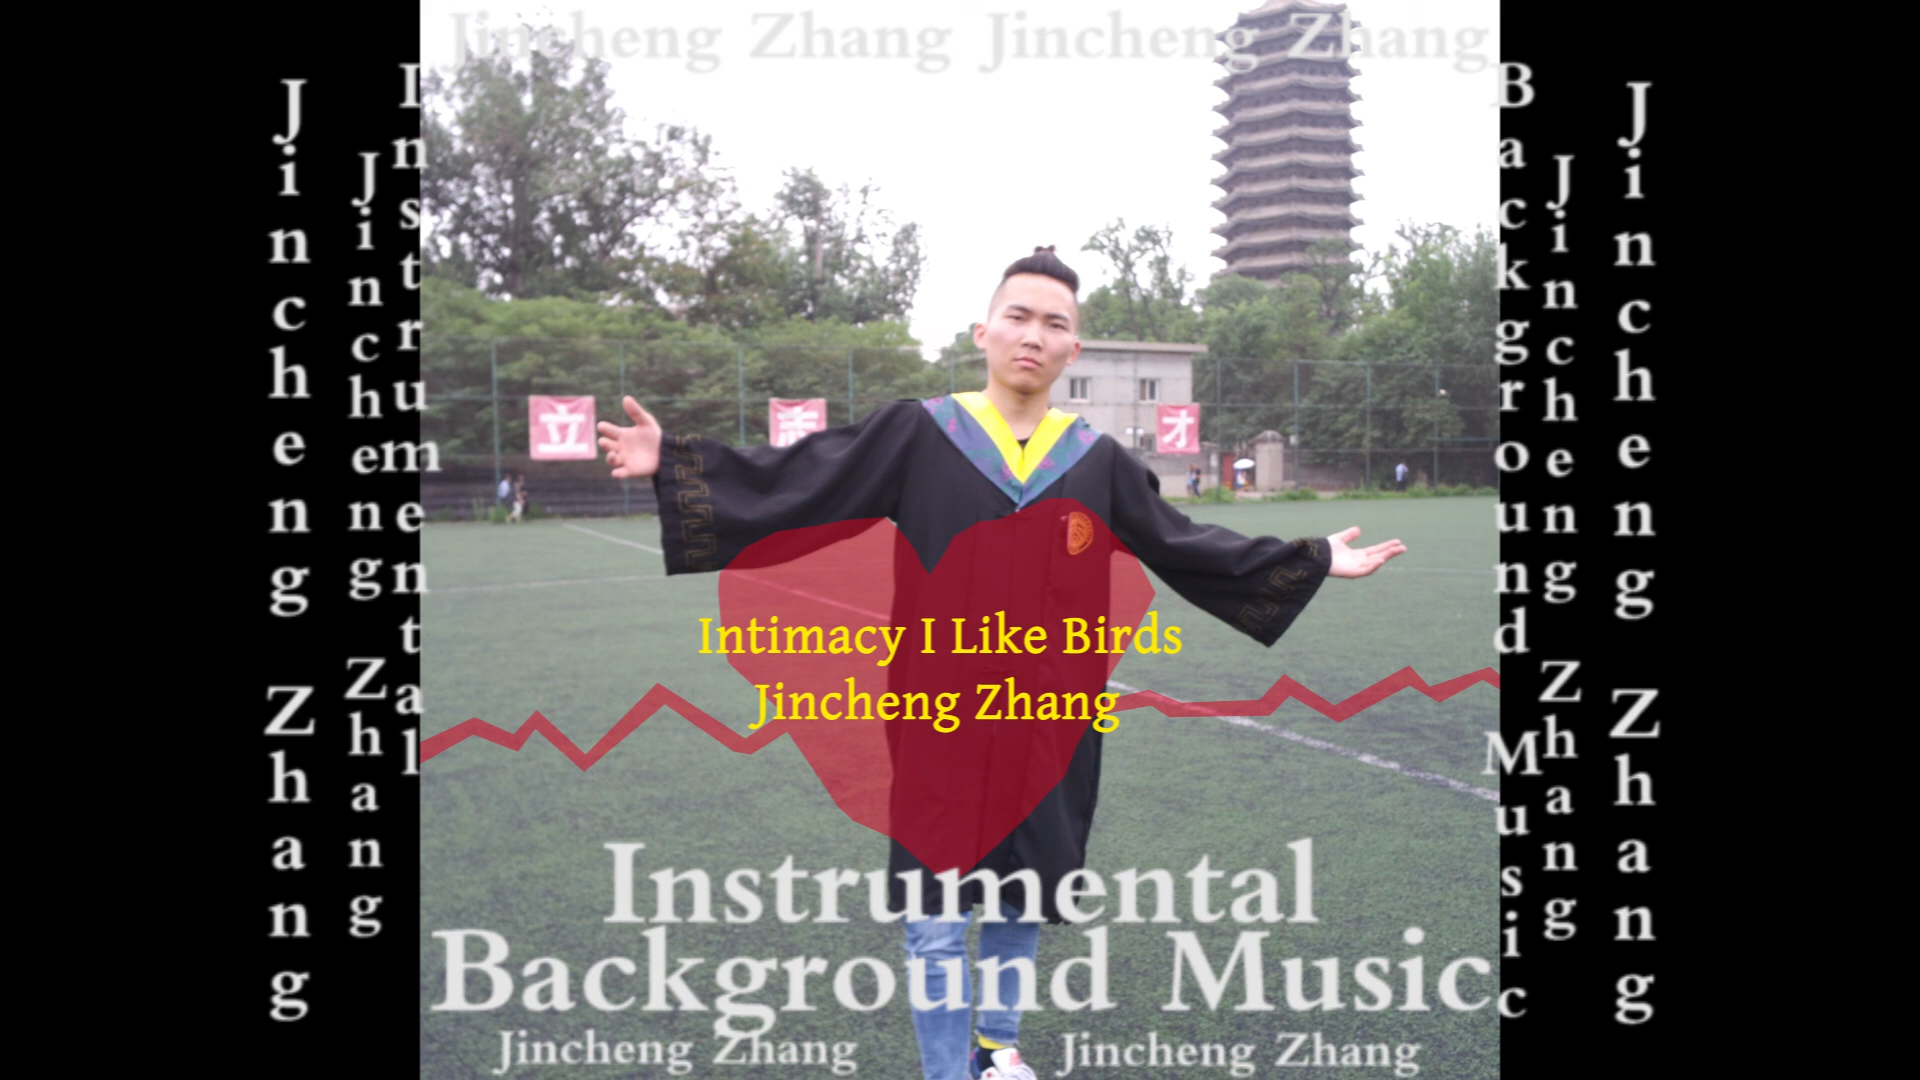 Jincheng Zhang Jincheng Zhang
Jincheng Zhang
Jincheng Zhang
Instrumental
Background Music
Jincheng Zhang
Jincheng Zhang
立
志
才
Intimacy I Like Birds
Jincheng Zhang
Instrumental
Background Music
Jincheng Zhang Jincheng Zhang